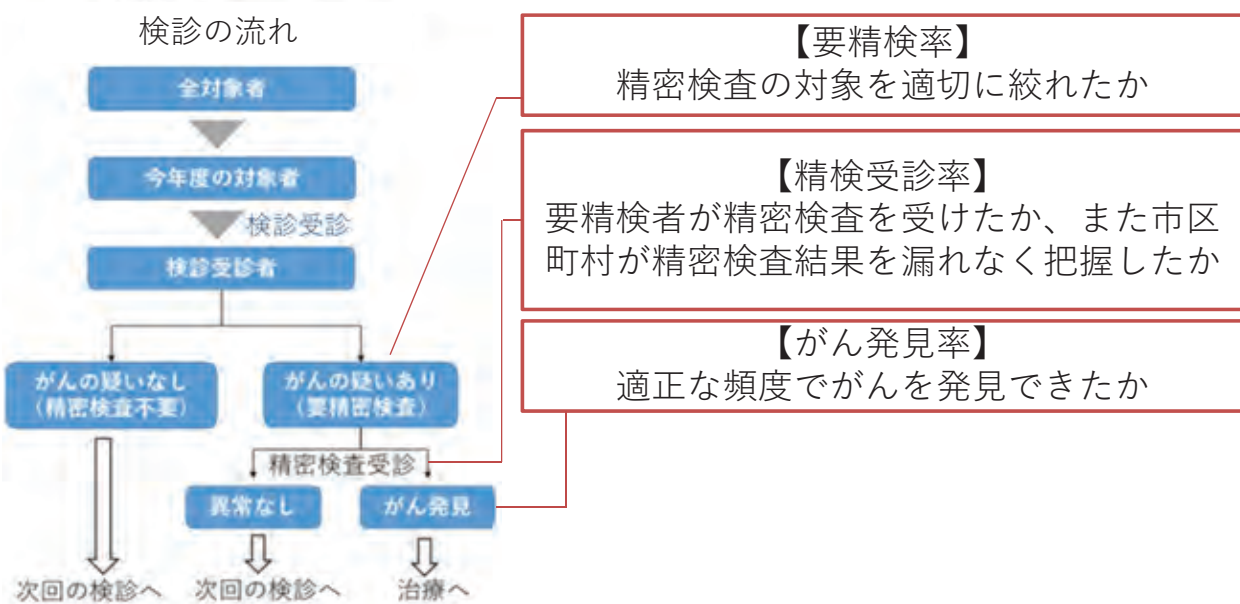 検診の流れ
全対象者
今年度の対象者
検診受診
検診受診者
がんの疑いなし
(精密検査不要)
がんの疑いあり
(要精密検査)
精密検査受診
異常なし
がん発見
次回の検診へ
次回の検診へ
治療へ
【要精検率】
精密検査の対象を適切に絞れたか
【精検受診率】
要精検者が精密検査を受けたか、また市区
町村が精密検査結果を漏れなく把握したか
【がん発見率】
適正な頻度でがんを発見できたか